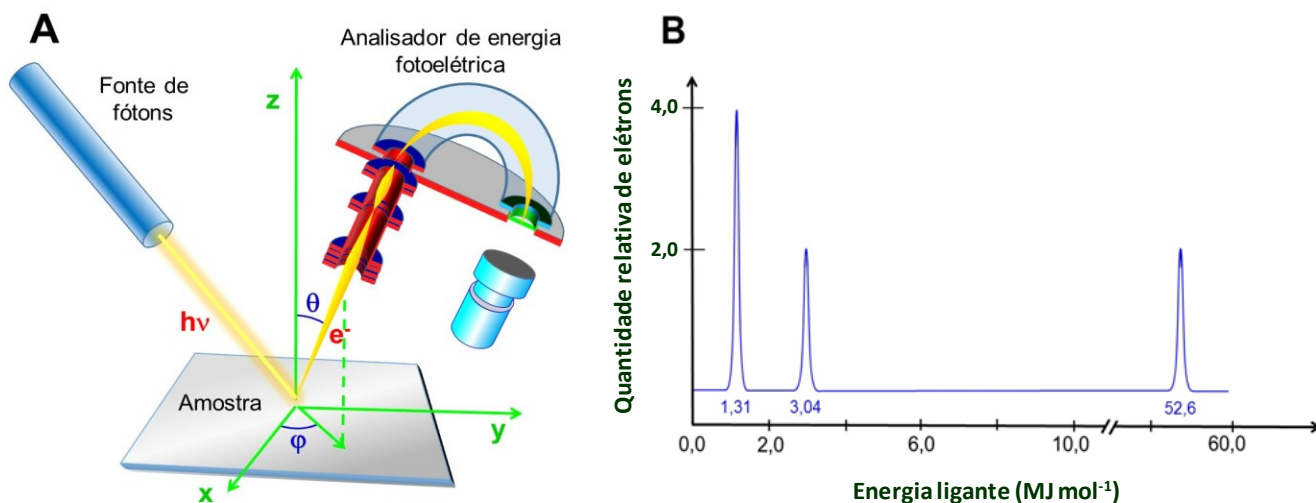 A
Fonte de
fótons
Analisador de energia
fotoelétrica
z
θ
hν
e-
Amostra
φ
y
x
B
Quantidade relativa de elétrons
4,0
2,0
1,31
3,04
52,6
0,0
2,0
6,0
10,0
60,0
Energia ligante (MJ mol⁻¹)